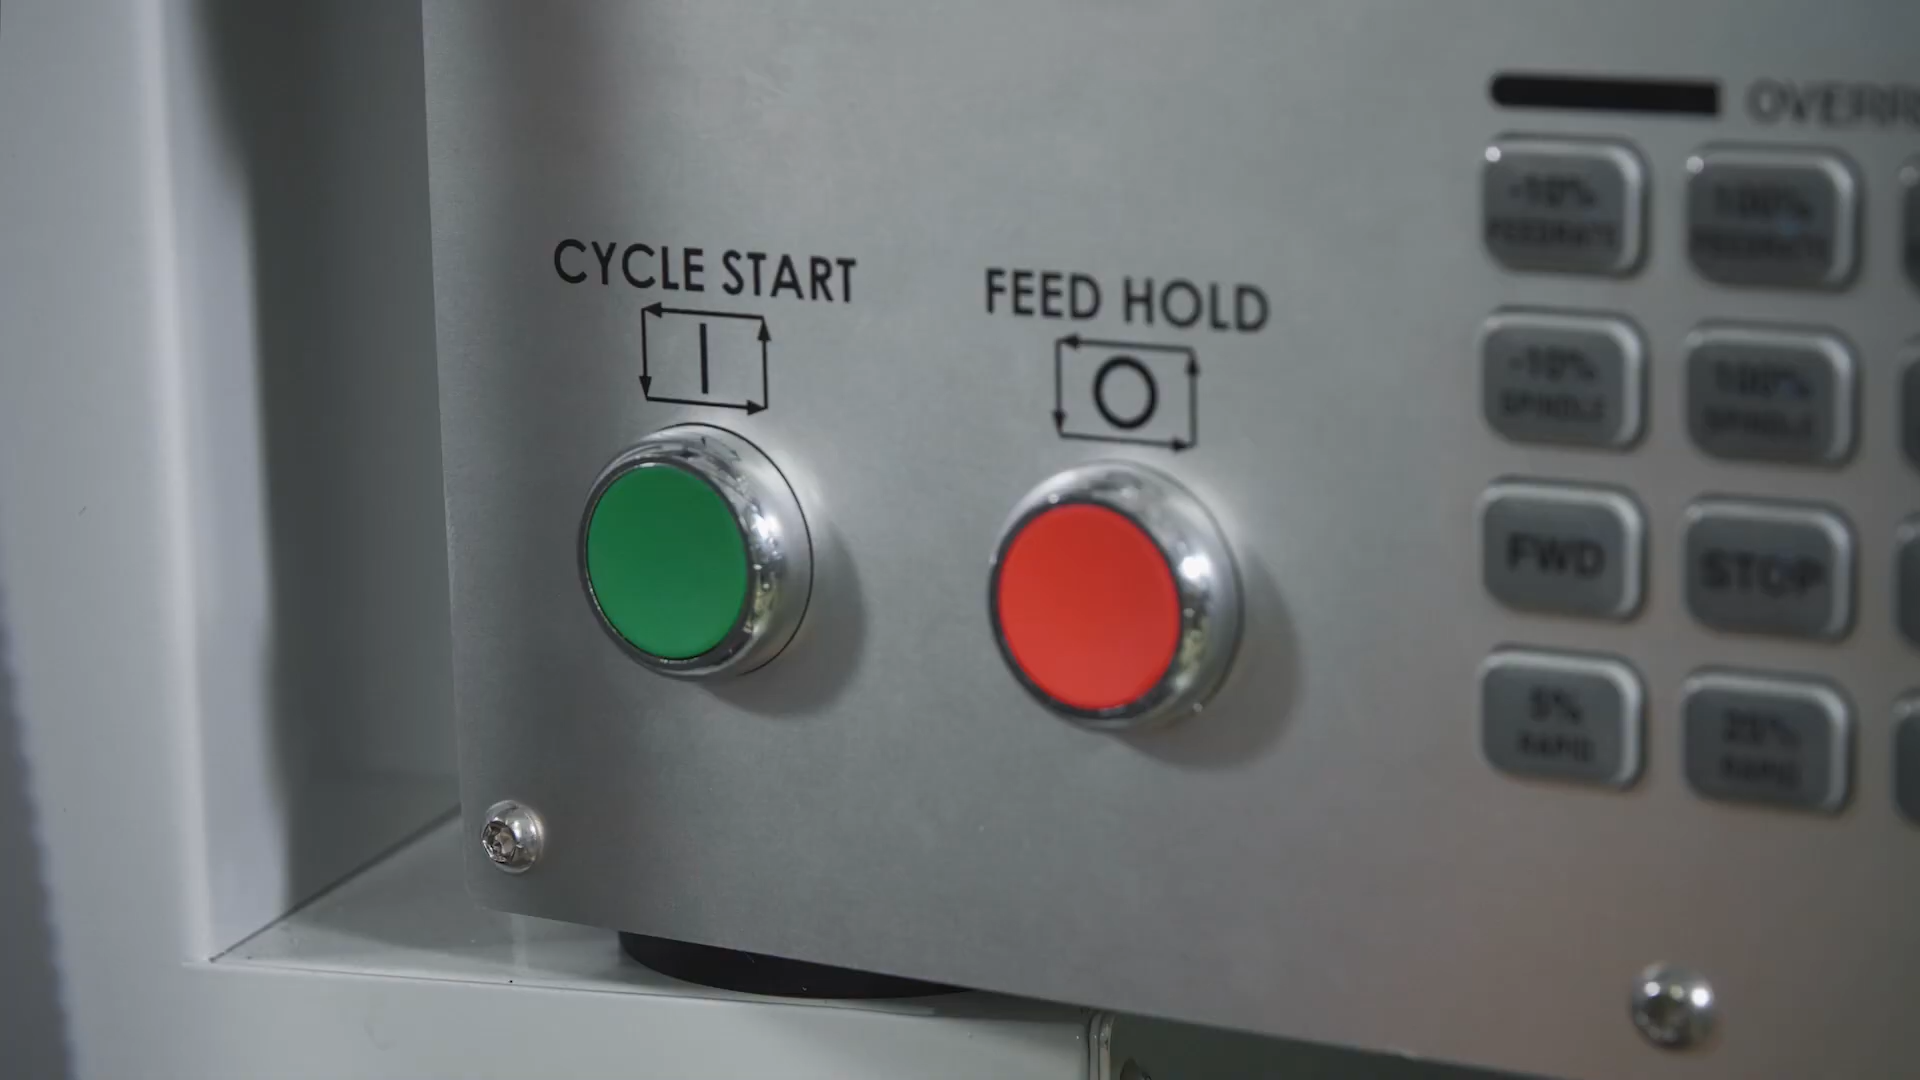 OVERR
CYCLE START
FEED HOLD
-10%
FEEDRATE
100%
FEEDRATE
-10%
SPINDLE
100%
SPINDLE
FWD
STOP
5%
RAPID
25%
RAPID